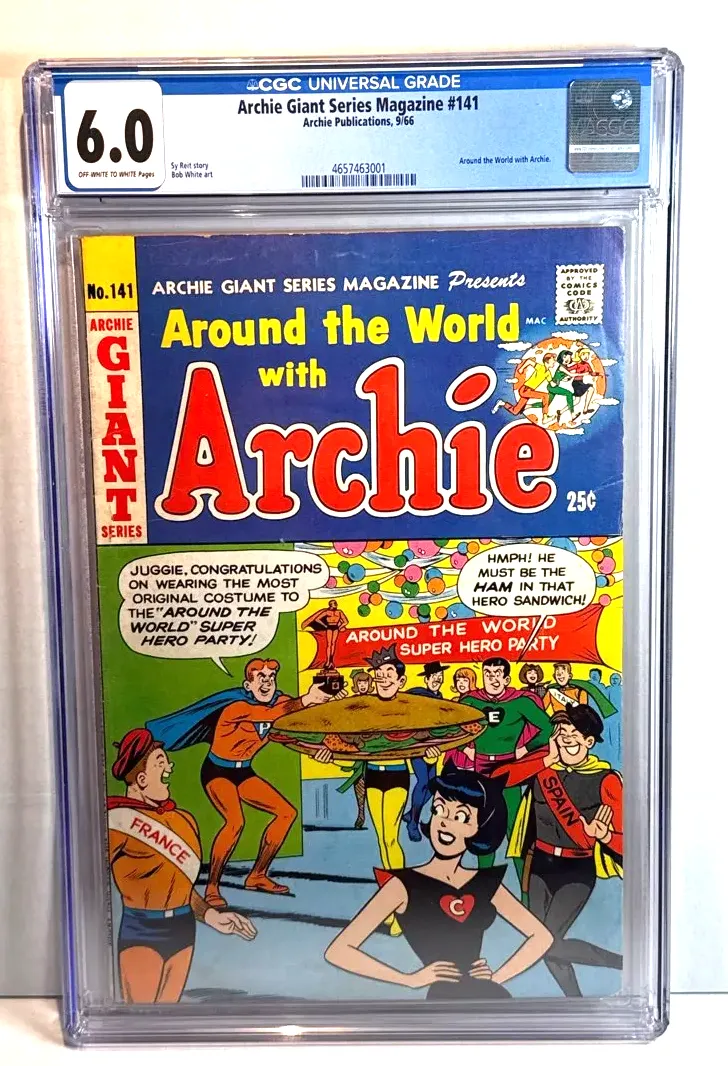 CGC UNIVERSAL GRADE
6.0
OFF-WHITE TO WHITE Pages
Archie Giant Series Magazine #141
Archie Publications, 9/66
Sy Reit story
Bob White art
4657463001
Around the World with Archie.
CGC
No.141
ARCHIE
GIANT
SERIES
ARCHIE GIANT SERIES MAGAZINE Presents
Around the World
with
Archie
MAC
APPROVED
BY THE
COMICS
CODE
AUTHORITY
25¢
JUGGIE, CONGRATULATIONS
ON WEARING THE MOST
ORIGINAL COSTUME TO
THE "AROUND THE
WORLD" SUPER
HERO PARTY!
HMPH! HE
MUST BE THE
HAM IN THAT
HERO SANDWICH!
AROUND THE WORLD
SUPER HERO PARTY
P
E
FRANCE
SPAIN
C